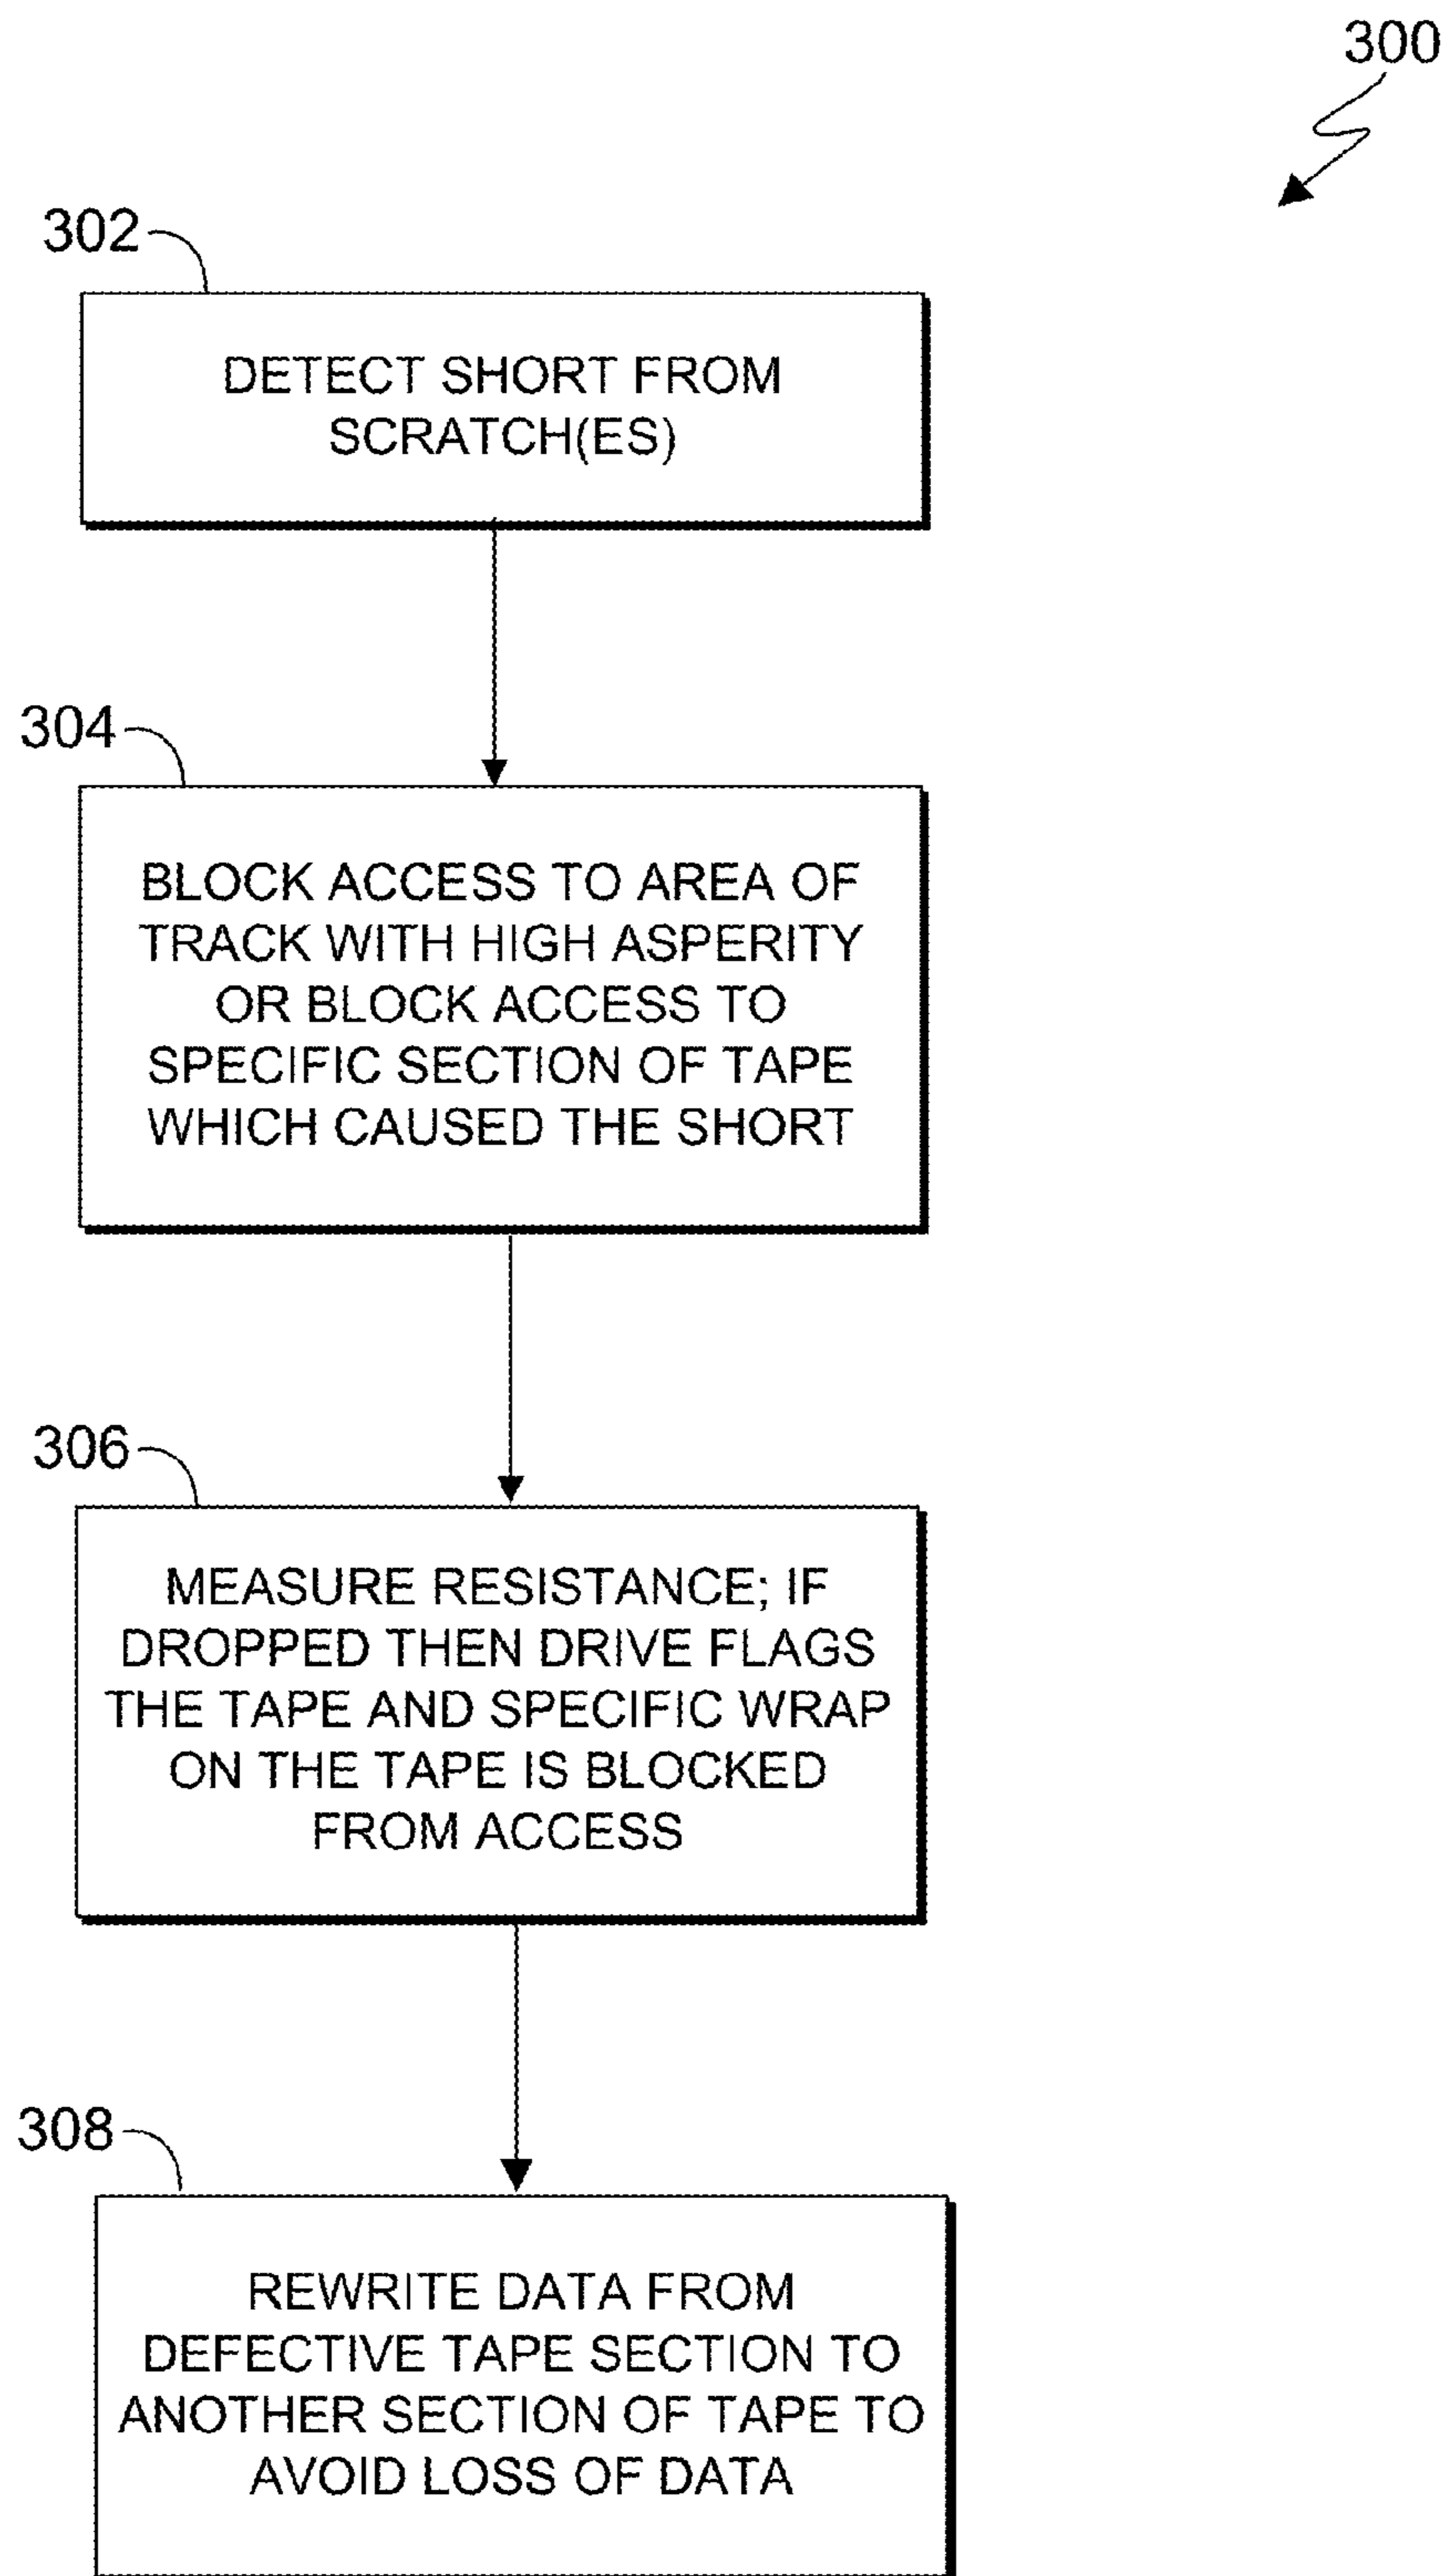 300
302
DETECT SHORT FROM
SCRATCH(ES)
304
BLOCK ACCESS TO AREA OF
TRACK WITH HIGH ASPERITY
OR BLOCK ACCESS TO
SPECIFIC SECTION OF TAPE
WHICH CAUSED THE SHORT
306
MEASURE RESISTANCE; IF
DROPPED THEN DRIVE FLAGS
THE TAPE AND SPECIFIC WRAP
ON THE TAPE IS BLOCKED
FROM ACCESS
308
REWRITE DATA FROM
DEFECTIVE TAPE SECTION TO
ANOTHER SECTION OF TAPE TO
AVOID LOSS OF DATA